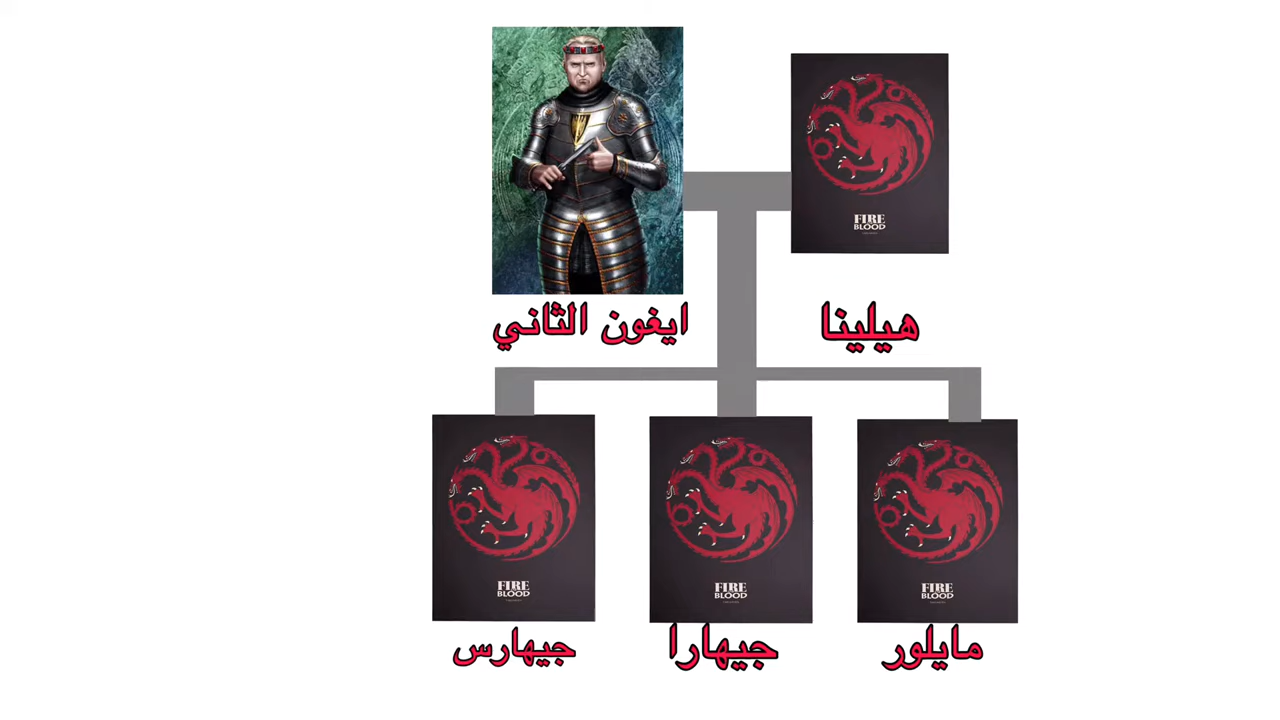 FIRE
BLOOD
ايغون الثاني
هيلينا
FIRE
BLOOD
FIRE
BLOOD
FIRE
BLOOD
جيهارس
جيهارا
مايلور